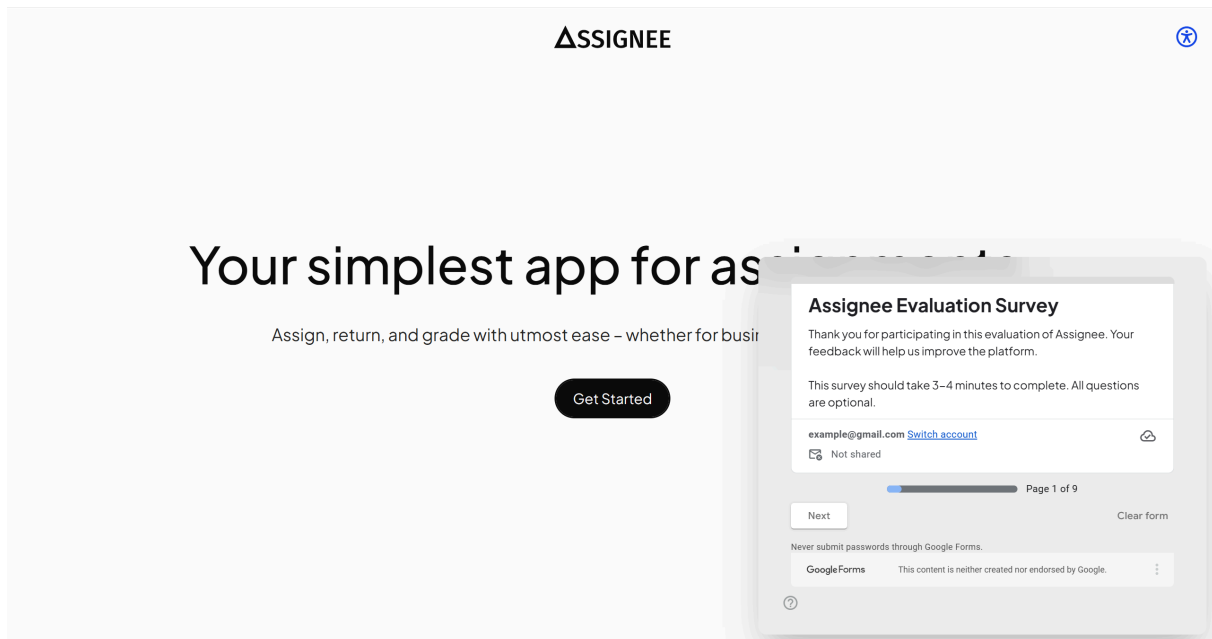 ASSIGNEE
Your simplest app for
Assign, return, and grade with utmost ease – whether for
Get Started
Assignee Evaluation Survey
Thank you for participating in this evaluation of Assignee. Your
feedback will help us improve the platform.
This survey should take 3–4 minutes to complete. All questions
are optional.
example@gmail.com Switch account
Not shared
Page 1 of 9
Next
Clear form
Never submit passwords through Google Forms.
Google Forms
This content is neither created nor endorsed by Google.